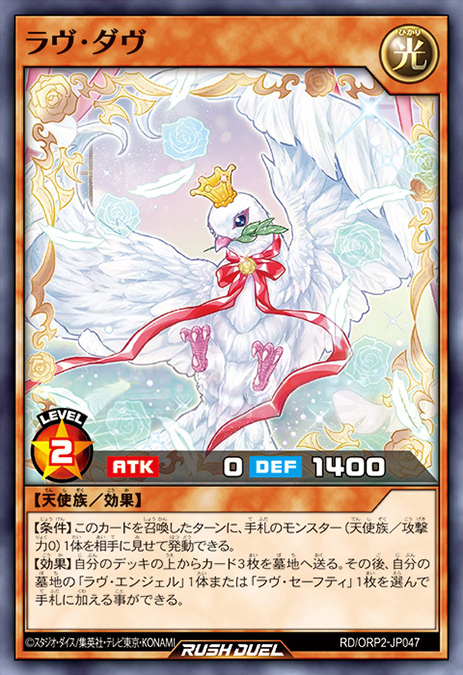 ラヴ・ダヴ
ひかり
光
LEVEL
2
ATK 0 DEF 1400
【天使族／効果】
【条件】このカードを召喚したターンに、手札のモンスター（天使族／攻撃
力0）1体を相手に見せて発動できる。
【効果】自分のデッキの上からカード3枚を墓地へ送る。その後、自分の
墓地の「ラヴ・エンジェル」1体または「ラヴ・セーフティ」1枚を選んで
手札に加える事ができる。
©スタジオ・ダイス/集英社・テレビ東京・KONAMI
RUSH DUEL
RD/ORP2-JP047